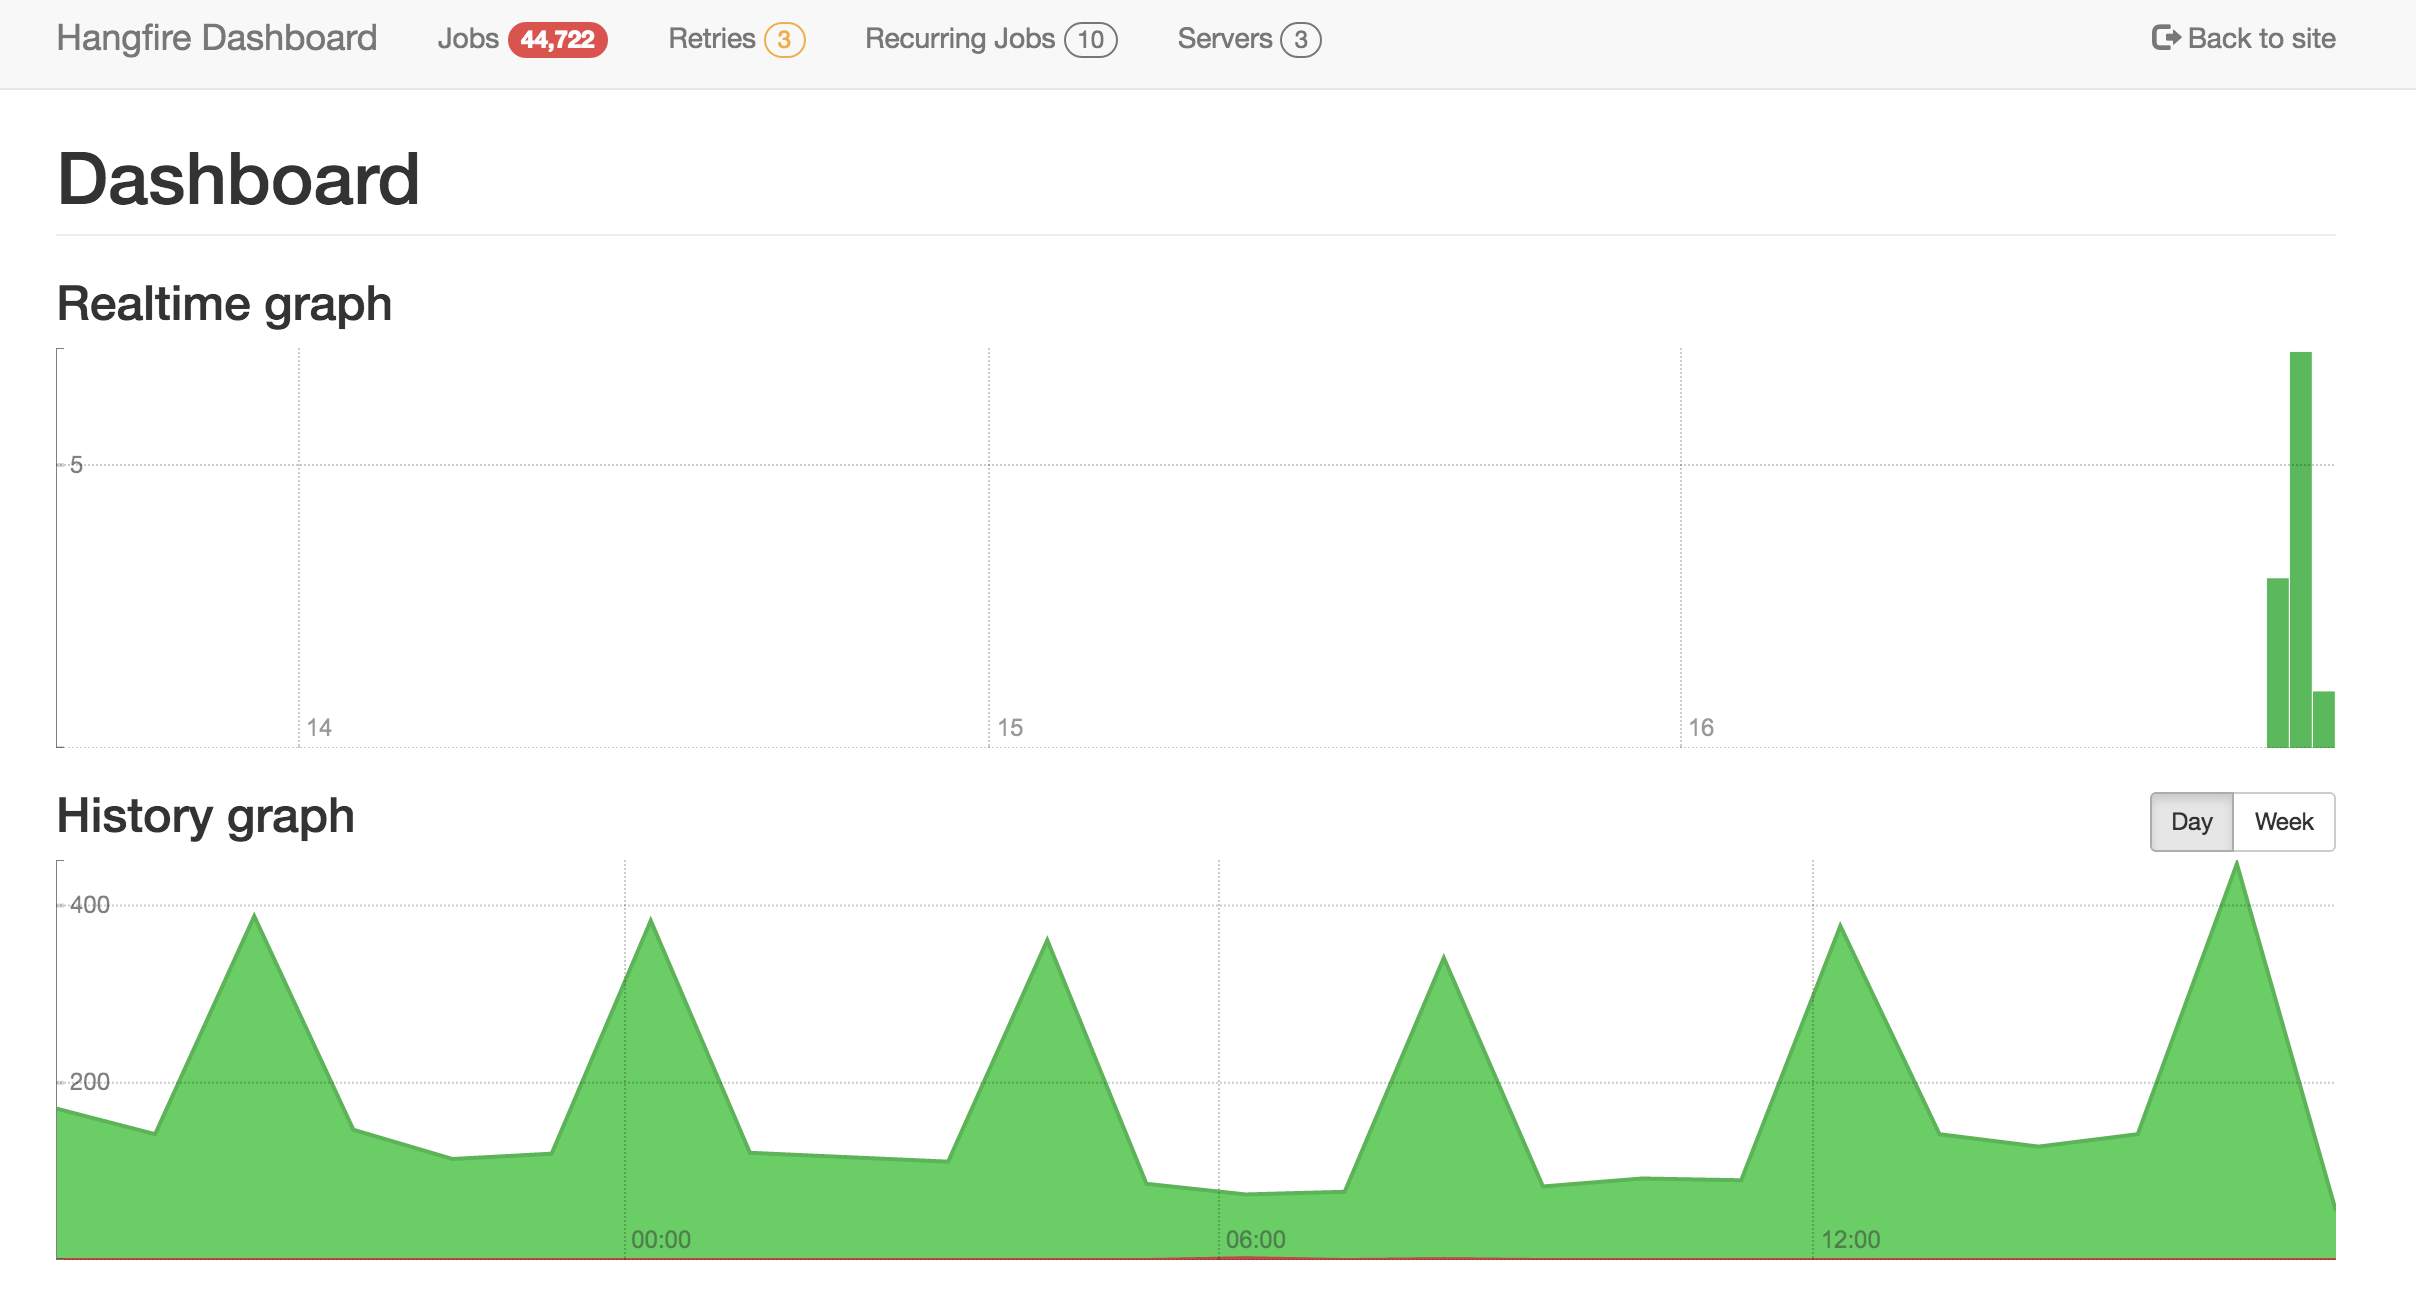 Hangfire Dashboard Jobs 44,722 Retries 3 Recurring Jobs 10 Servers 3 Back to site
Dashboard
Realtime graph
5
14 15 16
History graph Day Week
400
200
00:00 06:00 12:00